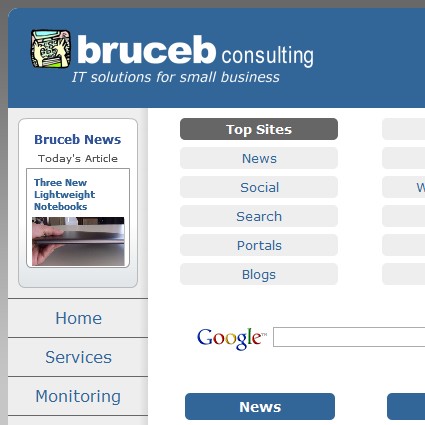 bruceb consulting
IT solutions for small business
Bruceb News
Today's Article
Three New
Lightweight
Notebooks
Home
Services
Monitoring
Top Sites
News
Social
W
Search
Portals
Blogs
Google™
News